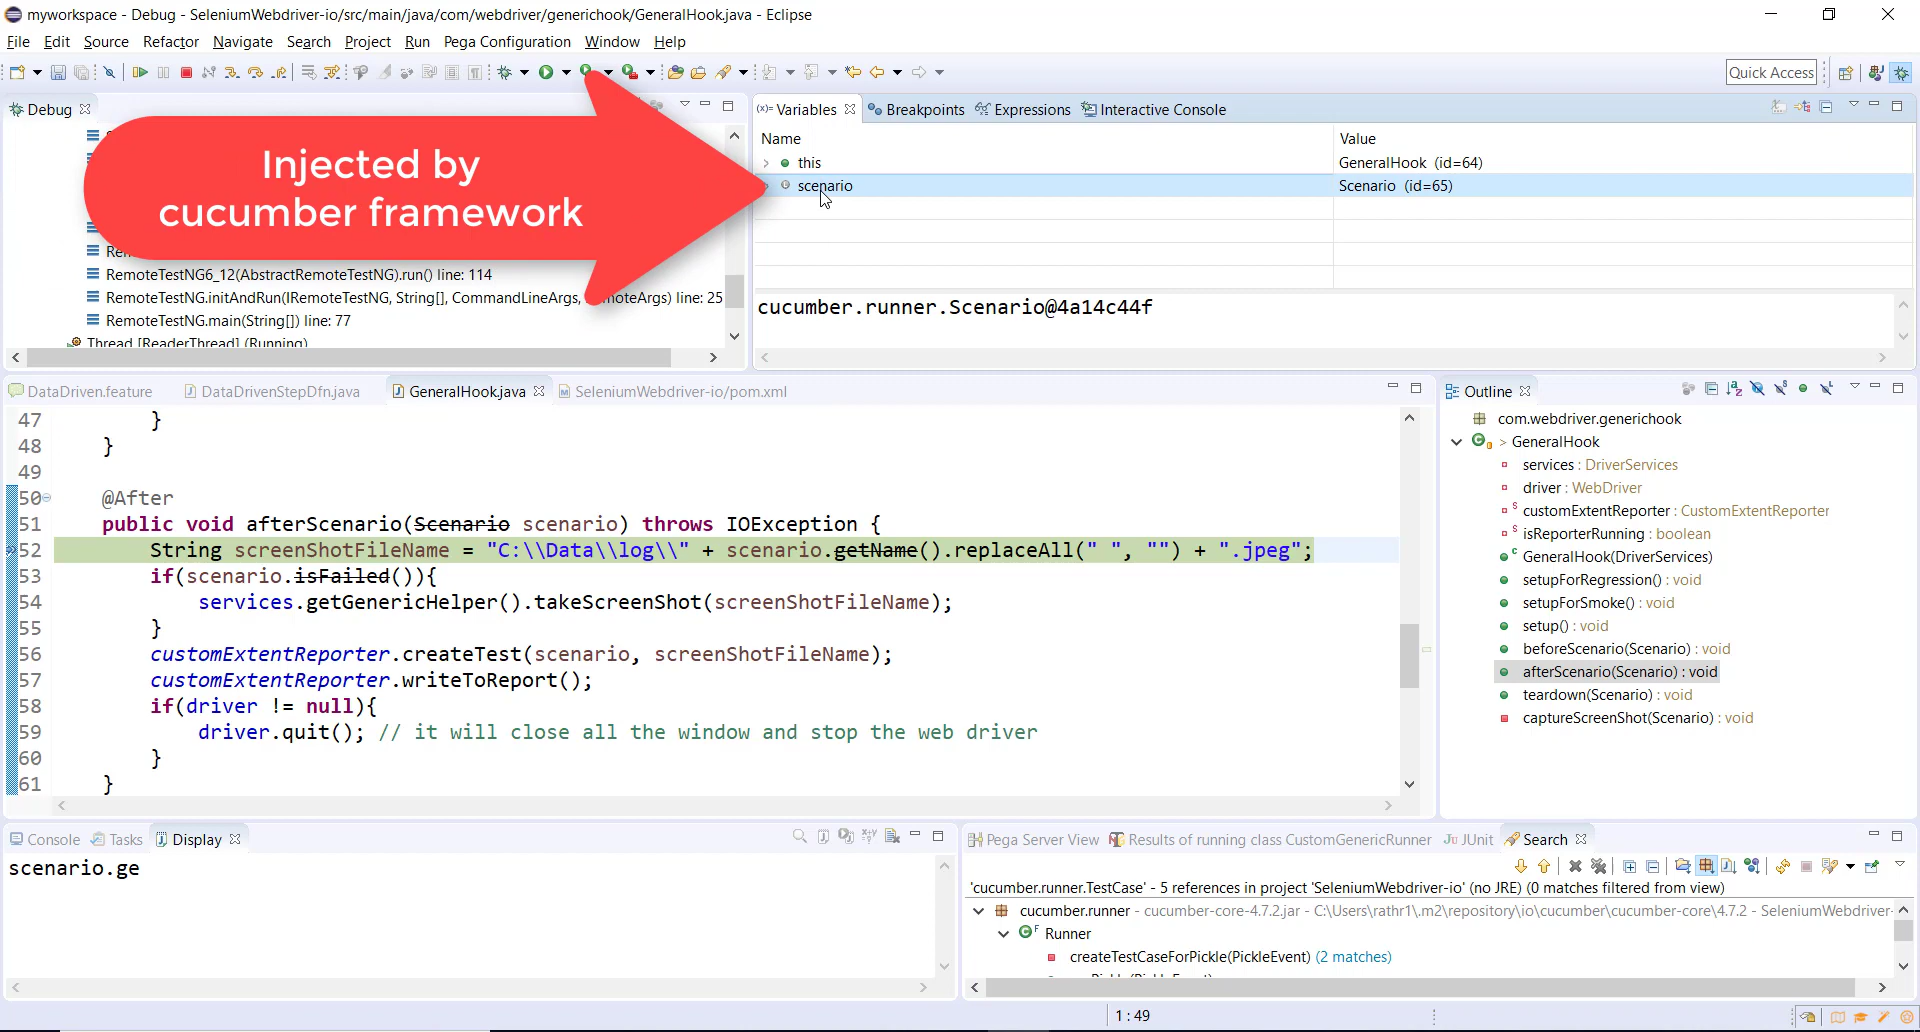 myworkspace - Debug - SeleniumWebdriver-io/src/main/java/com/webdriver/generichook/GeneralHook.java - Eclipse
File Edit Source Refactor Navigate Search Project Run Pega Configuration Window Help
Quick Access
Debug
Injected by
cucumber framework
RemoteTestNG6_12(AbstractRemoteTestNG).run() line: 114
RemoteTestNG.initAndRun(IRemoteTestNG, String[], CommandLineArgs, moteArgs) line: 25
RemoteTestNG.main(String[]) line: 77
Thread [ReaderThread] (Running)
(x)= Variables Breakpoints Expressions Interactive Console
Name Value
this GeneralHook (id=64)
scenario Scenario (id=65)
cucumber.runner.Scenario@4a14c44f
DataDriven.feature DataDrivenStepDfn.java GeneralHook.java SeleniumWebdriver-io/pom.xml
47 }
48 }
49
50 @After
51 public void afterScenario(Scenario scenario) throws IOException {
52 String screenShotFileName = "C:\\Data\\log\\" + scenario.getName().replaceAll(" ", "") + ".jpeg";
53 if(scenario.isFailed()){
54 services.getGenericHelper().takeScreenShot(screenShotFileName);
55 }
56 customExtentReporter.createTest(scenario, screenShotFileName);
57 customExtentReporter.writeToReport();
58 if(driver != null){
59 driver.quit(); // it will close all the window and stop the web driver
60 }
61 }
Outline
com.webdriver.generichook
> GeneralHook
services : DriverServices
driver : WebDriver
customExtentReporter : CustomExtentReporter
isReporterRunning : boolean
GeneralHook(DriverServices)
setupForRegression() : void
setupForSmoke() : void
setup() : void
beforeScenario(Scenario) : void
afterScenario(Scenario) : void
teardown(Scenario) : void
captureScreenShot(Scenario) : void
Console Tasks Display
scenario.ge
Pega Server View Results of running class CustomGenericRunner JUnit Search
'cucumber.runner.TestCase' - 5 references in project 'SeleniumWebdriver-io' (no JRE) (0 matches filtered from view)
cucumber.runner - cucumber-core-4.7.2.jar - C:\Users\rathr1\.m2\repository\io\cucumber\cucumber-core\4.7.2 - SeleniumWebdriver-
Runner
createTestCaseForPickle(PickleEvent) (2 matches)
1 : 49